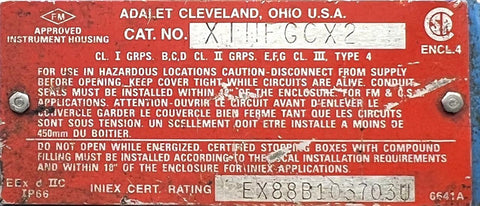 FM
ADALET CLEVELAND, OHIO U.S.A.
APPROVED
INSTRUMENT HOUSING
CAT. NO.
ENCL.4
CL. I GRPS. B,C,D CL. II GRPS. E,F,G CL. III, TYPE 4
FOR USE IN HAZARDOUS LOCATIONS CAUTION-DISCONNECT FROM SUPPLY
BEFORE OPENING, KEEP COVER TIGHT WHILE CIRCUITS ARE ALIVE. CONDUIT
SEALS MUST BE INSTALLED WITHIN OF THE ENCLOSURE FOR FM & C.S.A.
APPLICATIONS. ATTENTION-OUVRIR LE CIRCUIT AVANT D'ENLEVER LE
COUVERCLE GARDER LE COUVERCLE BIEN FERME TANT QUE LES CIRCUITS
SONT SOUS TENSION. UN SCELLEMENT DOIT ETRE INSTALLE A MOINS DE
450mm DU BOITIER.
DO NOT OPEN WHILE ENERGIZED. CERTIFIED STOPPING BOXES WITH COMPOUND
FILLING MUST BE INSTALLED ACCORDING TO THE LOCAL INSTALLATION REQUIREMENTS
AND WITHIN 18" OF THE ENCLOSURE FOR INIEX APPLICATIONS.
EEx d IIC
IP66
INIEX CERT. RATING EX88B103703U
6641A